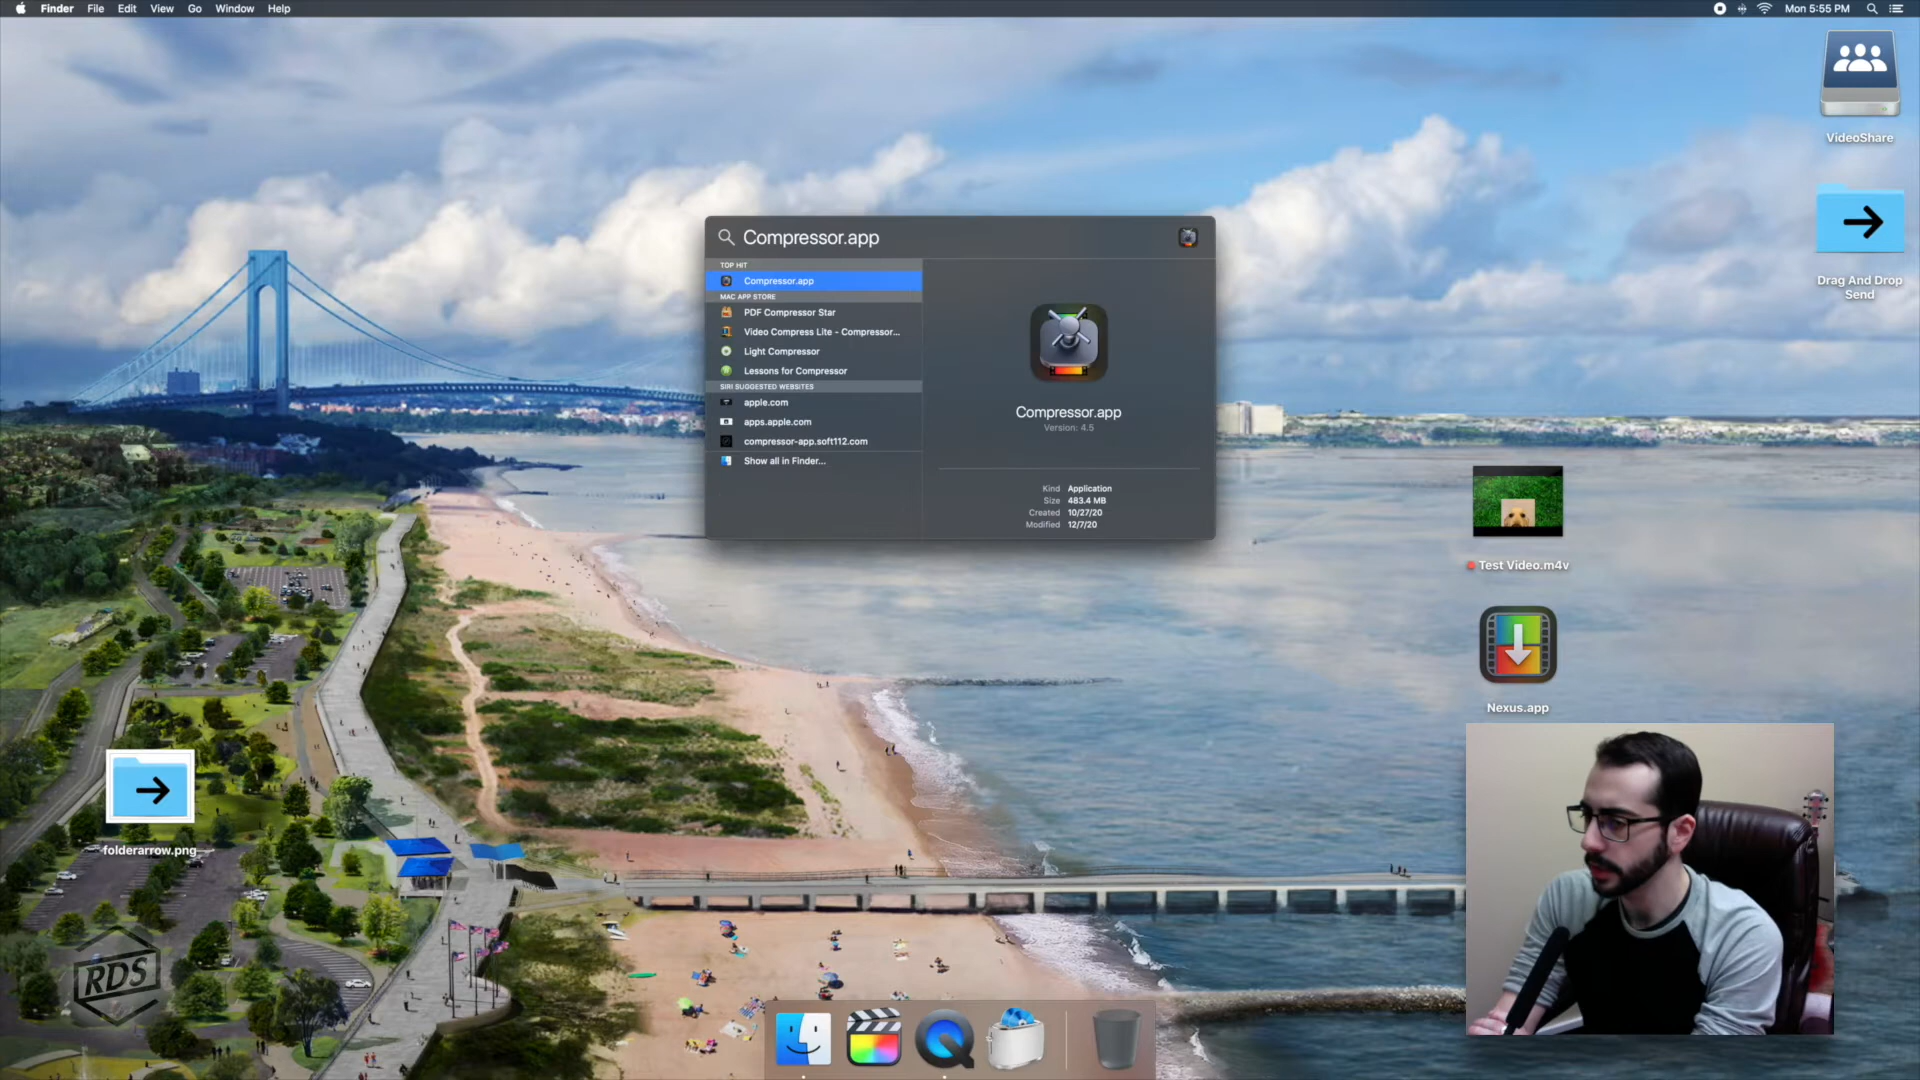 Finder File Edit View Go Window Help
Mon 5:55 PM
VideoShare
Drag And Drop
Send
Compressor.app
TOP HIT
Compressor.app
MAC APP STORE
PDF Compressor Star
Video Compress Lite - Compressor...
Light Compressor
Lessons for Compressor
SIRI SUGGESTED WEBSITES
apple.com
apps.apple.com
compressor-app.soft112.com
Show all in Finder...
Compressor.app
Version: 4.5
Kind Application
Size 483.4 MB
Created 10/27/20
Modified 12/7/20
Test Video.m4v
Nexus.app
folderarrow.png
RDS